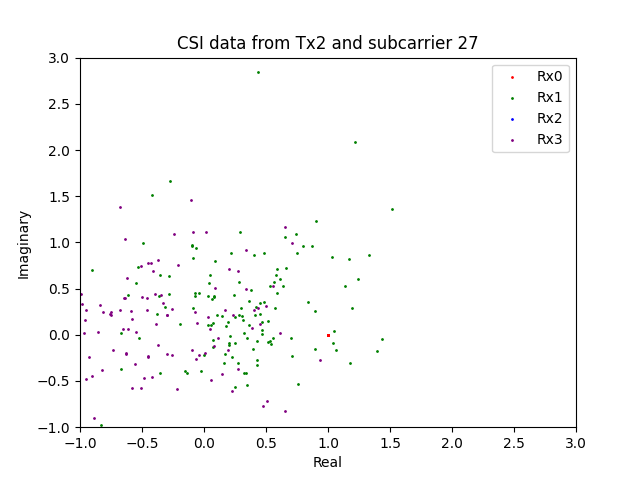 CSI data from Tx2 and subcarrier 27
3.0
2.5
2.0
1.5
1.0
0.5
0.0
−0.5
−1.0
Imaginary
Rx0
Rx1
Rx2
Rx3
−1.0 −0.5 0.0 0.5 1.0 1.5 2.0 2.5 3.0
Real